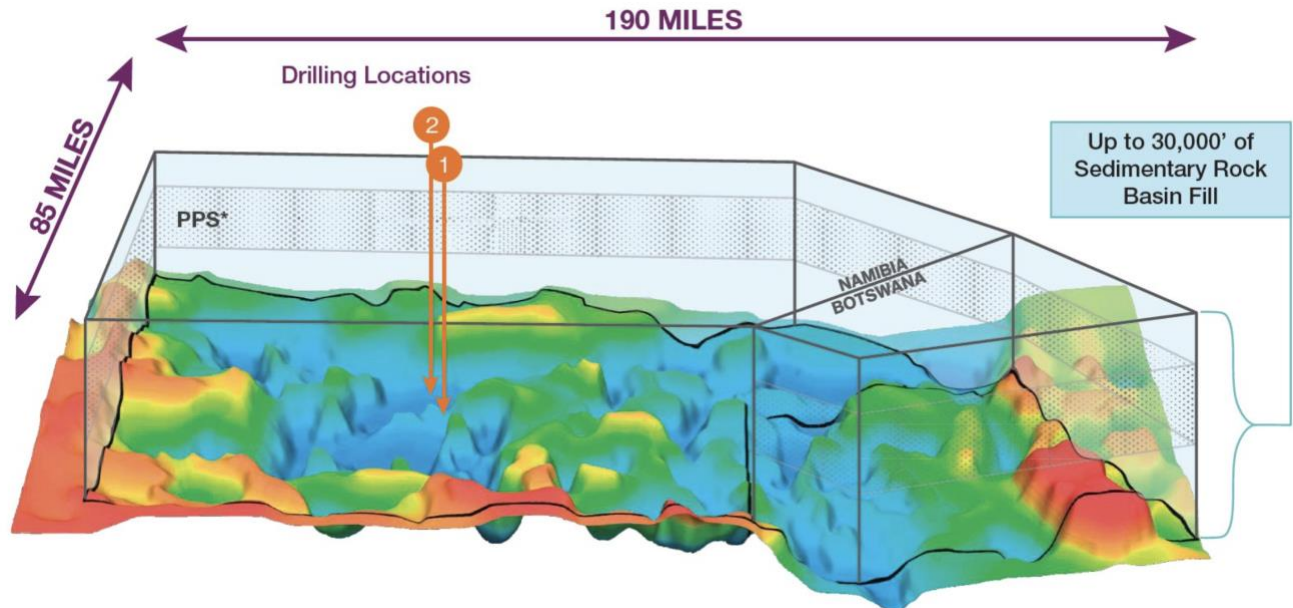 190 MILES
85 MILES
Drilling Locations
2
1
Up to 30,000’ of
Sedimentary Rock
Basin Fill
PPS*
NAMIBIA
BOTSWANA